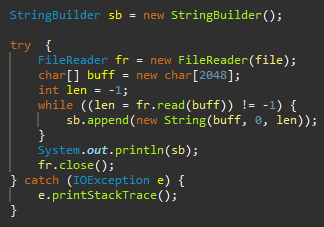 StringBuilder sb = new StringBuilder();
try  {
FileReader fr = new FileReader(file);
char[] buff = new char[2048];
int len = -1;
while ((len = fr.read(buff)) != -1) {
sb.append(new String(buff, 0, len));
}
System.out.println(sb);
fr.close();
} catch (IOException e) {
e.printStackTrace();
}